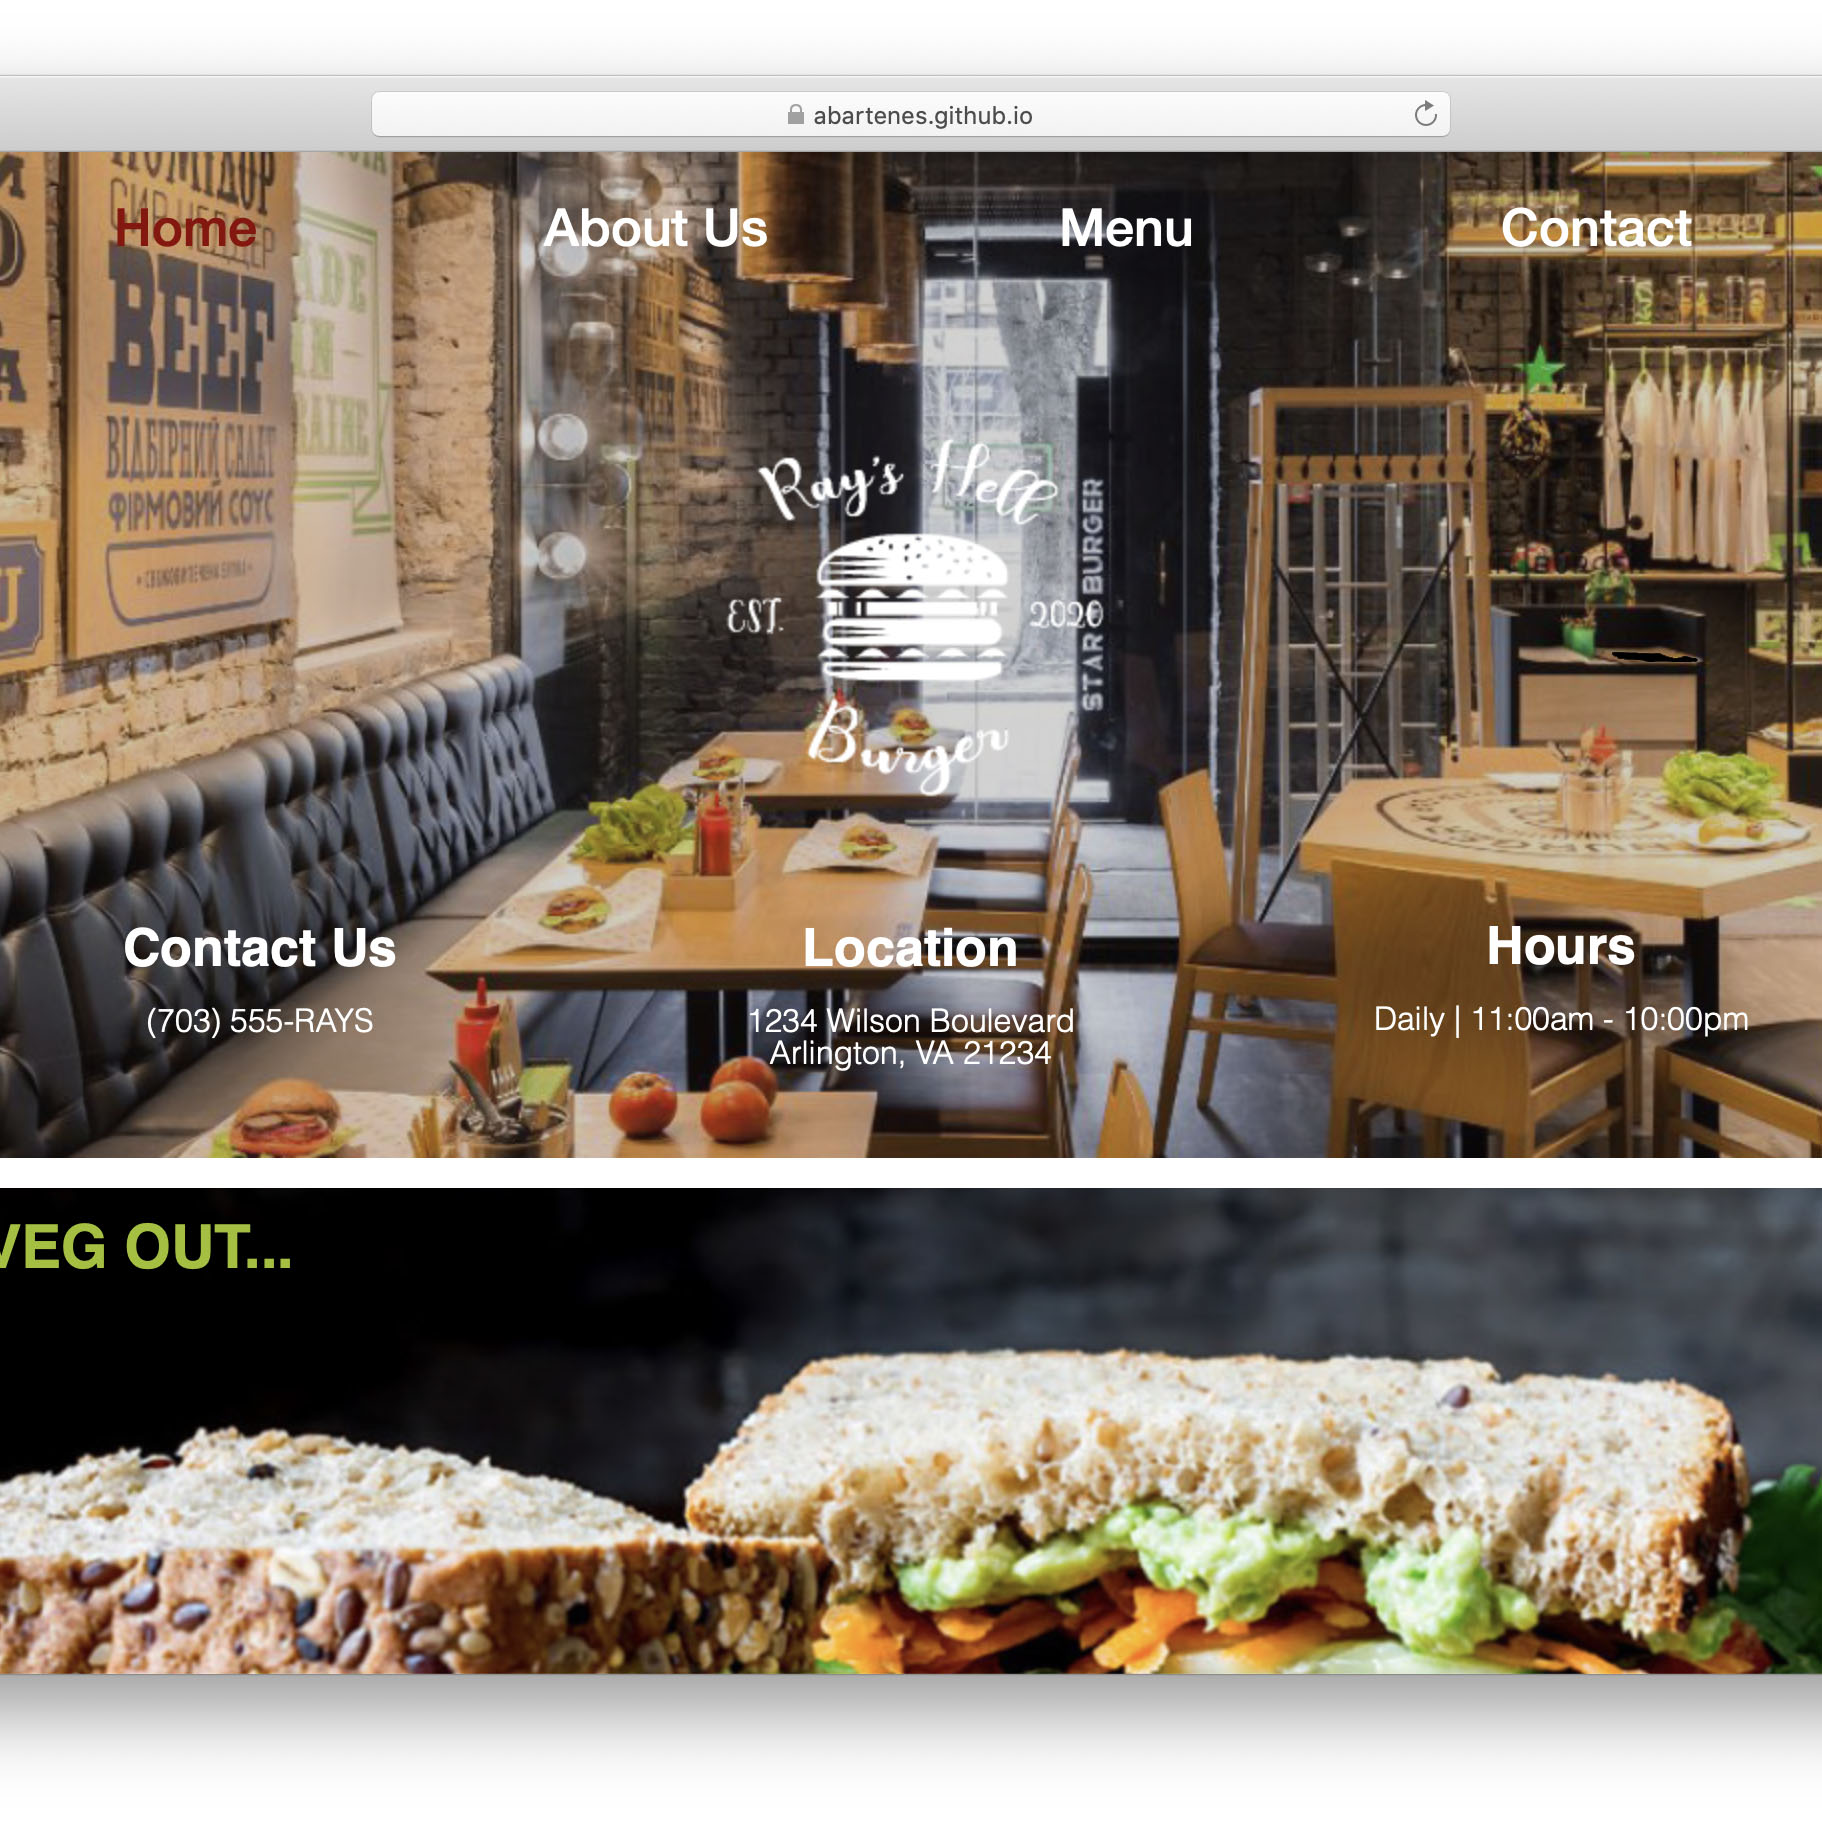 abartenes.github.io
Home
About Us
Menu
Contact
ПОМІДОР
BEEF
ВІДБІРНИЙ САЛАТ
ФІРМОВИЙ СОУС
Ray's Hell
EST.
2020
Burger
STAR BURGER
Contact Us
(703) 555-RAYS
Location
1234 Wilson Boulevard
Arlington, VA 21234
Hours
Daily | 11:00am - 10:00pm
VEG OUT...